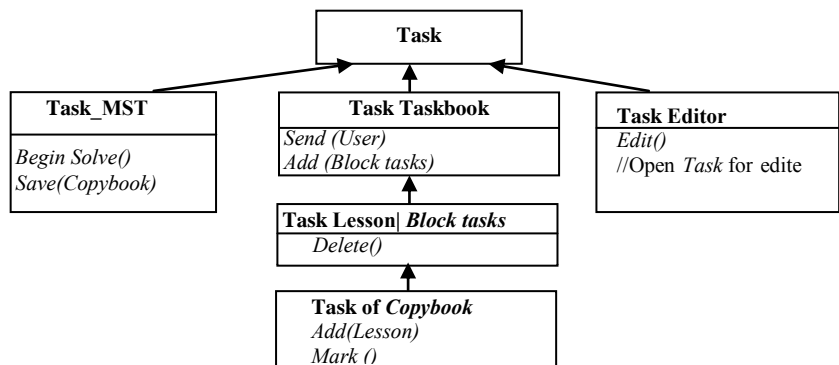 Task
Task_MST
Begin Solve()
Save(Copybook)
Task Taskbook
Send (User)
Add (Block tasks)
Task Editor
Edit()
//Open Task for edite
Task Lesson| Block tasks
Delete()
Task of Copybook
Add(Lesson)
Mark ()